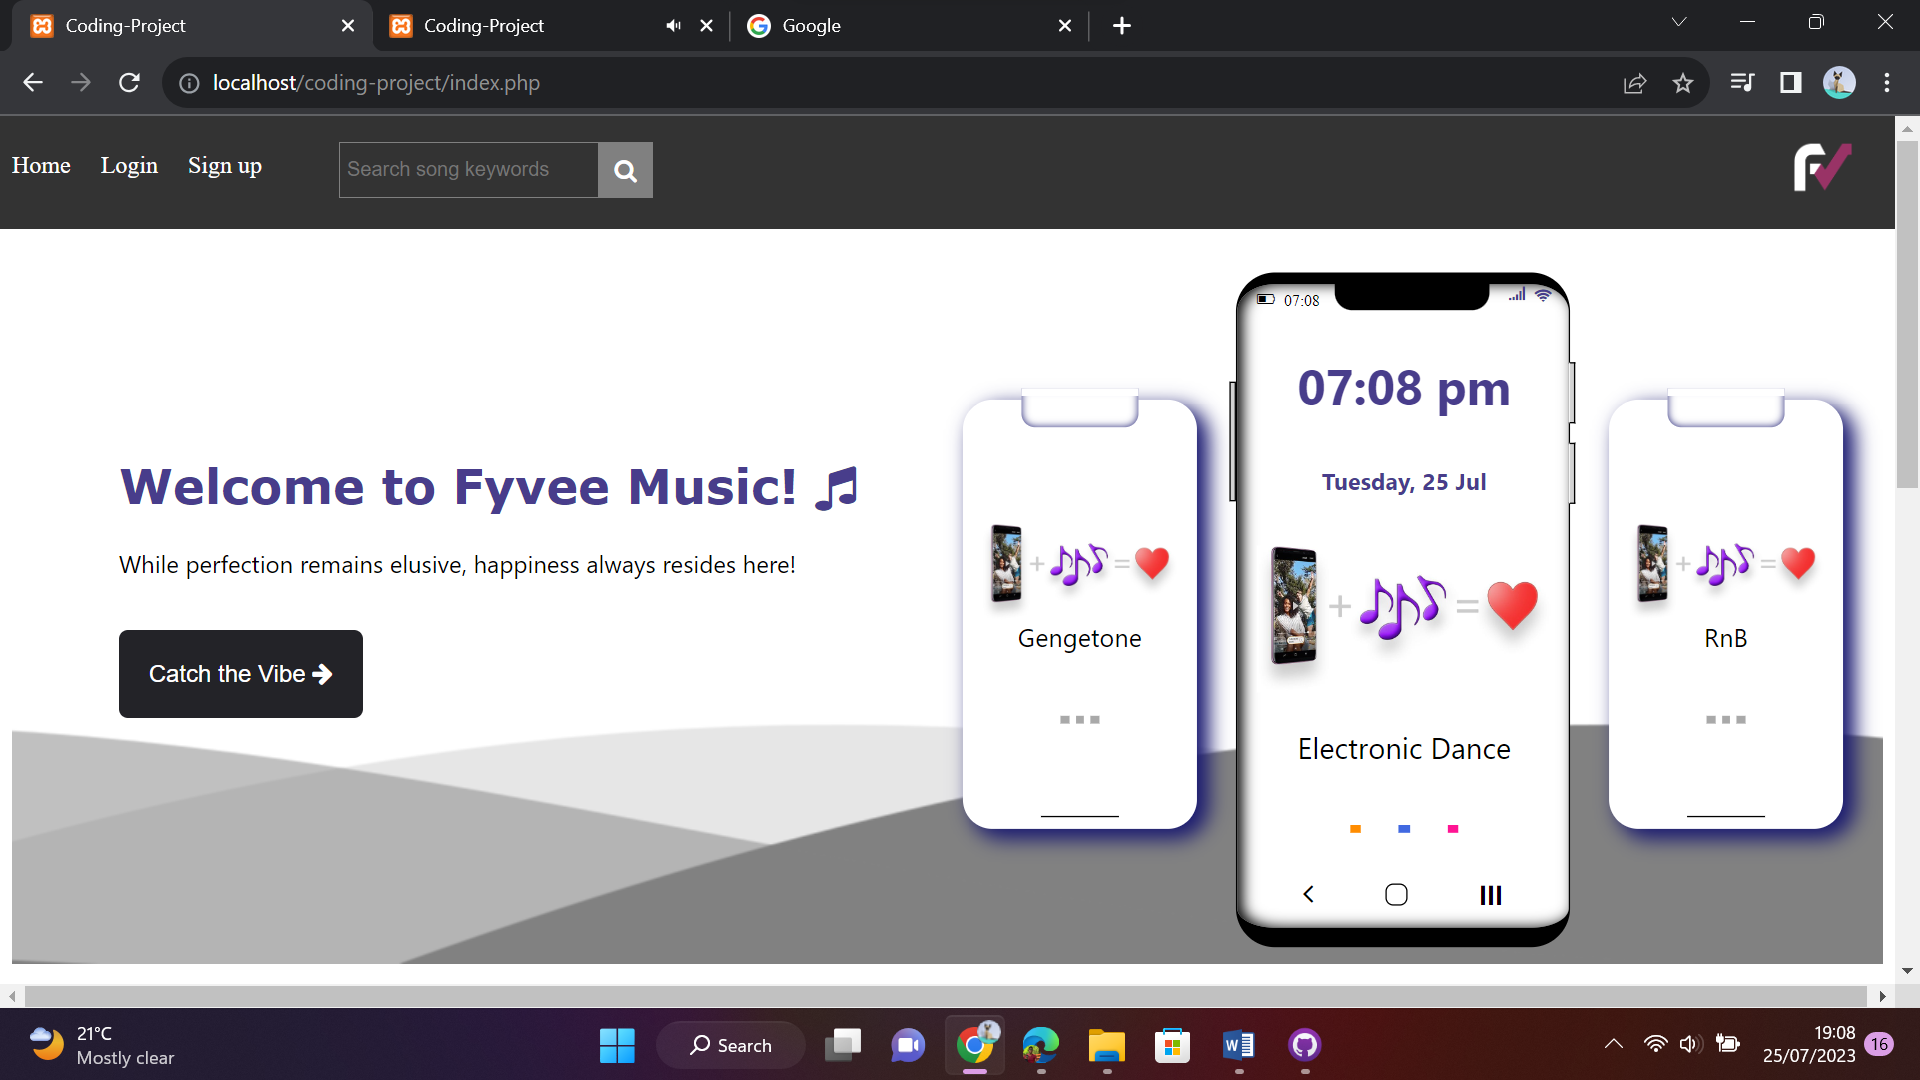 Coding-Project
Coding-Project
Google
localhost/coding-project/index.php
Home
Login
Sign up
Search song keywords
FV
07:08
07:08 pm
Tuesday, 25 Jul
Welcome to Fyvee Music!
While perfection remains elusive, happiness always resides here!
Catch the Vibe
Gengetone
Electronic Dance
RnB
21°C
Mostly clear
Search
W
19:08
25/07/2023
16